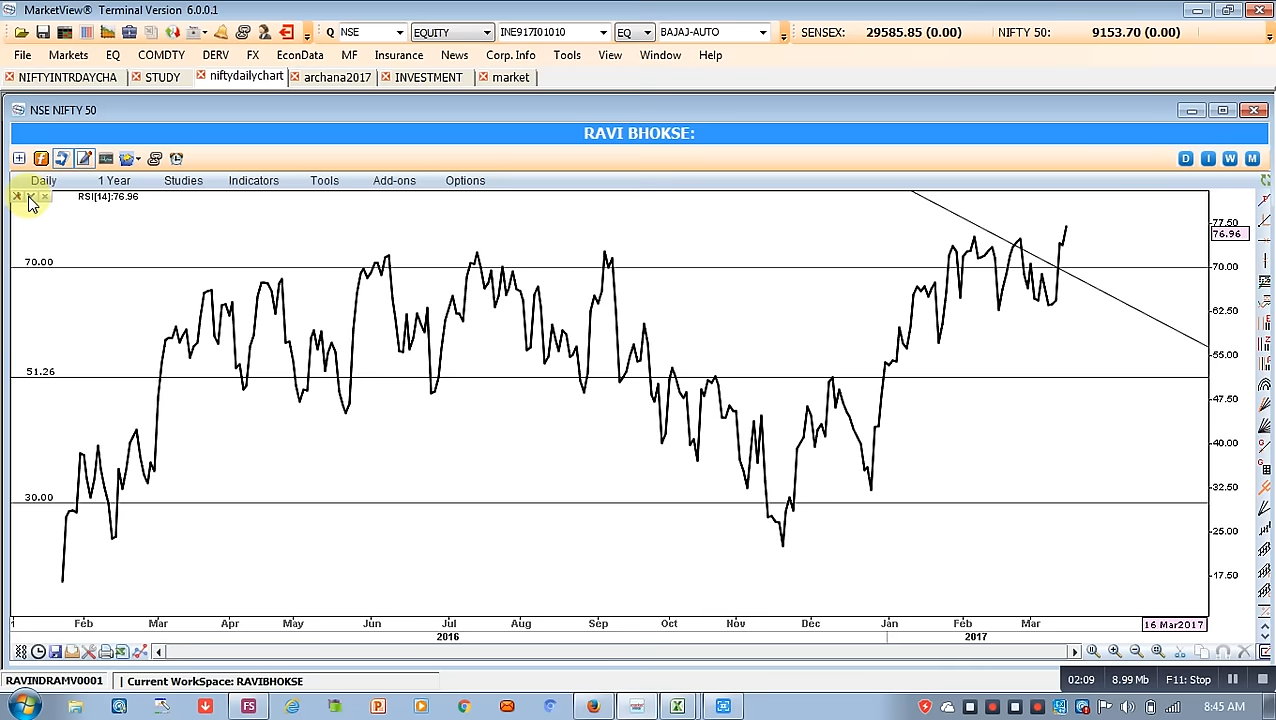 MarketView® Terminal Version 6.0.0.1
Q NSE EQUITY INE917I01010 EQ BAJAJ-AUTO SENSEX: 29585.85 (0.00) NIFTY 50: 9153.70 (0.00)
File Markets EQ COMDTY DERV FX EconData MF Insurance News Corp. Info Tools View Window Help
NIFTYINTRDAYCHA STUDY niftydailychart archana2017 INVESTMENT market
NSE NIFTY 50
RAVI BHOKSE:
D I W M
Daily 1 Year Studies Indicators Tools Add-ons Options
RSI[14]:76.96
77.50
76.96
70.00 70.00
62.50
55.00
51.26
47.50
40.00
32.50
30.00
25.00
17.50
Feb Mar Apr May Jun Jul Aug Sep Oct Nov Dec Jan Feb Mar 16 Mar2017
2016 2017
RAVINDRAMV0001 | Current WorkSpace: RAVIBHOKSE
02:09 8.99 Mb F11: Stop
FS P
8:45 AM